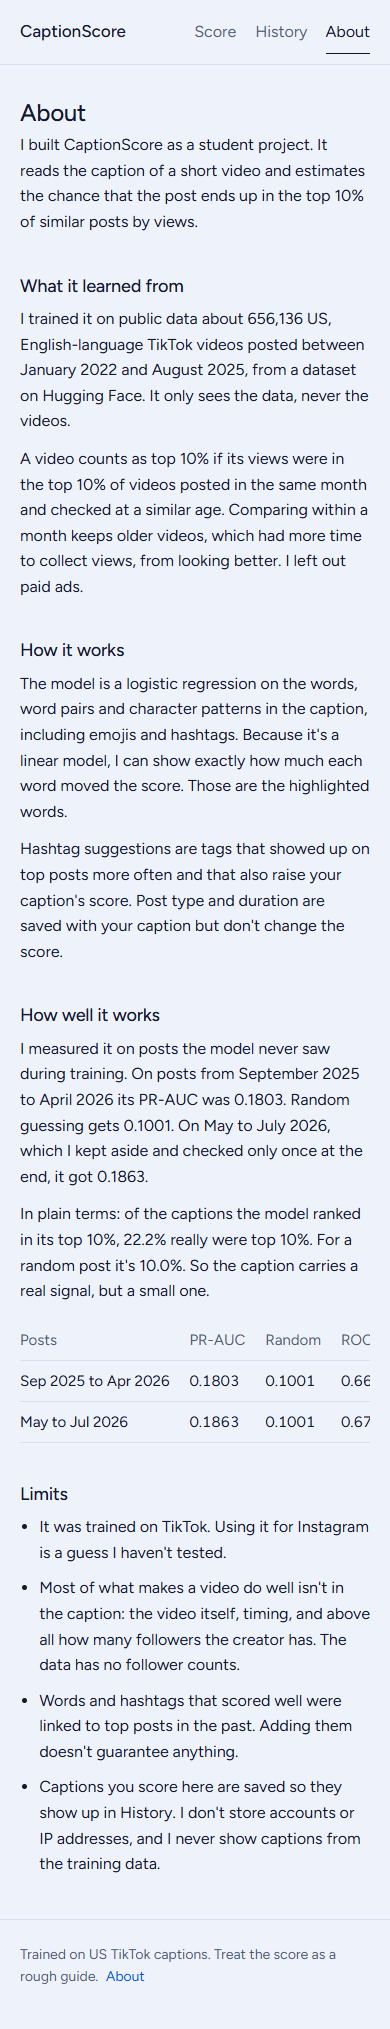 CaptionScore Score History About
About
I built CaptionScore as a student project. It
reads the caption of a short video and estimates
the chance that the post ends up in the top 10%
of similar posts by views.
What it learned from
I trained it on public data about 656,136 US,
English-language TikTok videos posted between
January 2022 and August 2025, from a dataset
on Hugging Face. It only sees the data, never the
videos.
A video counts as top 10% if its views were in
the top 10% of videos posted in the same month
and checked at a similar age. Comparing within a
month keeps older videos, which had more time
to collect views, from looking better. I left out
paid ads.
How it works
The model is a logistic regression on the words,
word pairs and character patterns in the caption,
including emojis and hashtags. Because it's a
linear model, I can show exactly how much each
word moved the score. Those are the highlighted
words.
Hashtag suggestions are tags that showed up on
top posts more often and that also raise your
caption's score. Post type and duration are
saved with your caption but don't change the
score.
How well it works
I measured it on posts the model never saw
during training. On posts from September 2025
to April 2026 its PR-AUC was 0.1803. Random
guessing gets 0.1001. On May to July 2026,
which I kept aside and checked only once at the
end, it got 0.1863.
In plain terms: of the captions the model ranked
in its top 10%, 22.2% really were top 10%. For a
random post it's 10.0%. So the caption carries a
real signal, but a small one.
Posts PR-AUC Random ROC
Sep 2025 to Apr 2026 0.1803 0.1001 0.66
May to Jul 2026 0.1863 0.1001 0.67
Limits
• It was trained on TikTok. Using it for Instagram
is a guess I haven't tested.
• Most of what makes a video do well isn't in
the caption: the video itself, timing, and above
all how many followers the creator has. The
data has no follower counts.
• Words and hashtags that scored well were
linked to top posts in the past. Adding them
doesn't guarantee anything.
• Captions you score here are saved so they
show up in History. I don't store accounts or
IP addresses, and I never show captions from
the training data.
Trained on US TikTok captions. Treat the score as a
rough guide. About